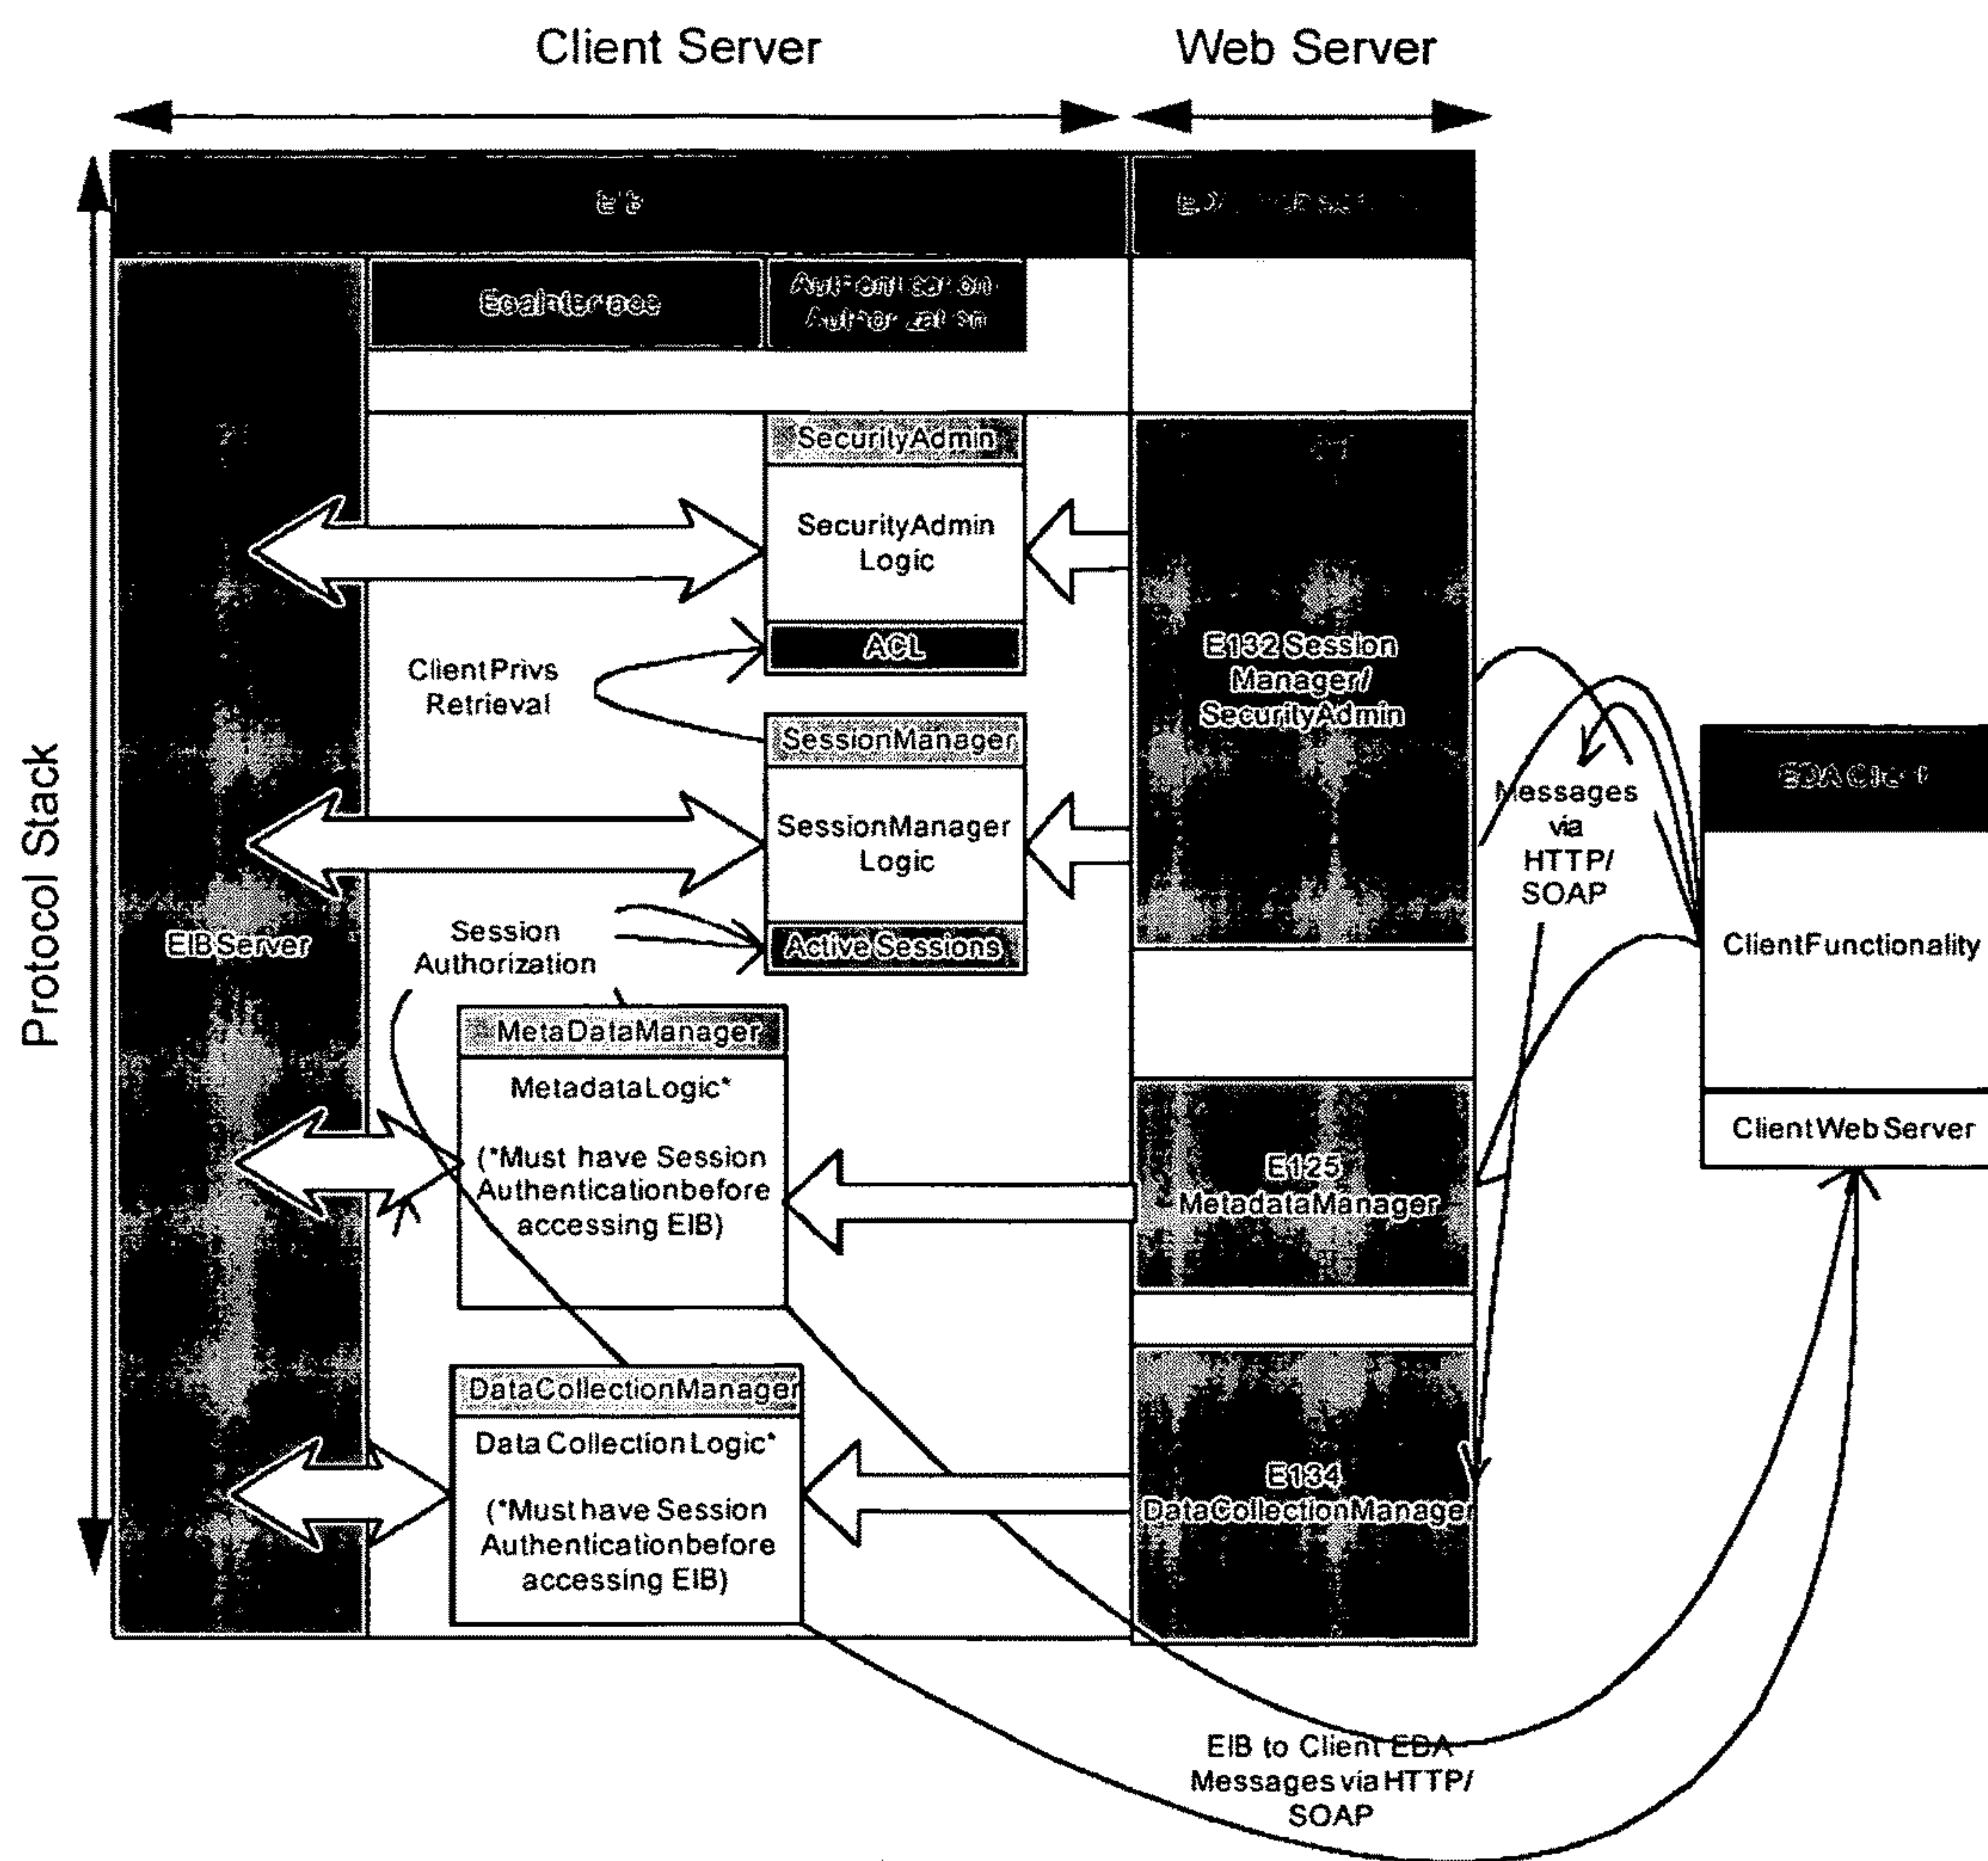 Client Server
Web Server
Protocol Stack
EIB
SecurityAdmin
SecurityAdmin
Logic
ACL
ClientPrivs
Retrieval
SessionManager
SessionManager
Logic
Active Sessions
EIBServer
Session
Authorization
MetaDataManager
MetadataLogic*
(*Must have Session
Authenticationbefore
accessing EIB)
DataCollectionManager
Data Collection Logic*
(*Must have Session
Authenticationbefore
accessing EIB)
E132 Session
Manager/
SecurityAdmin
E125
MetadataManager
E134
DataCollectionManager
Messages
via
HTTP/
SOAP
EDA Client
ClientFunctionality
ClientWebServer
EIB to Client EDA
Messages via HTTP/
SOAP